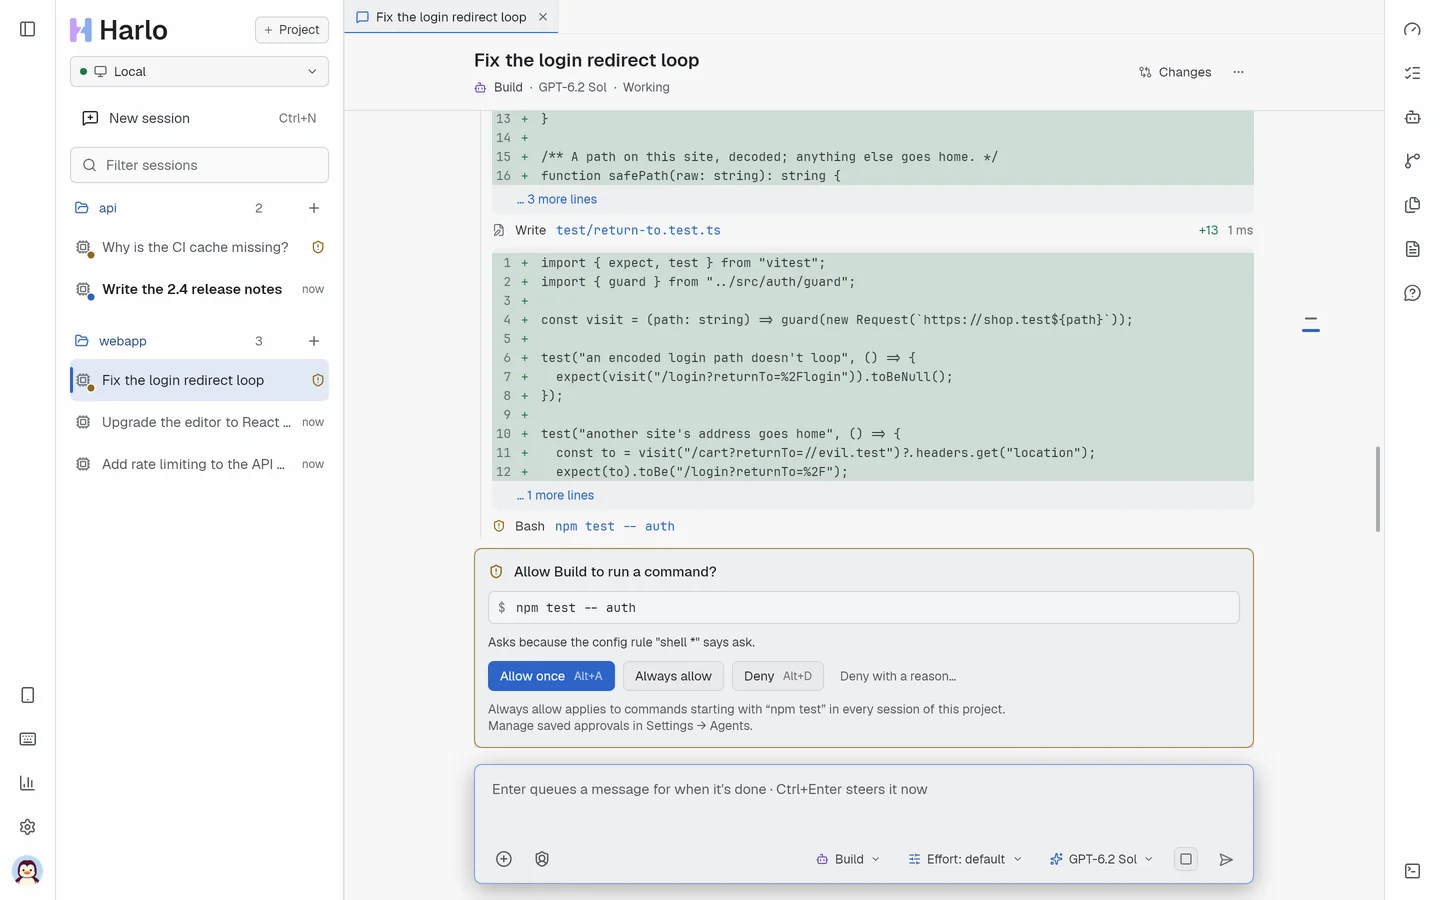 Harlo
+ Project
Local
New session Ctrl+N
Filter sessions
api 2 +
Why is the CI cache missing?
Write the 2.4 release notes now
webapp 3 +
Fix the login redirect loop
Upgrade the editor to React ... now
Add rate limiting to the API ... now
Fix the login redirect loop ×
Fix the login redirect loop
Build · GPT-6.2 Sol · Working
Changes ...
13 + }
14 +
15 + /** A path on this site, decoded; anything else goes home. */
16 + function safePath(raw: string): string {
... 3 more lines
Write test/return-to.test.ts +13 1 ms
1 + import { expect, test } from "vitest";
2 + import { guard } from "../src/auth/guard";
3 +
4 + const visit = (path: string) => guard(new Request(`https://shop.test${path}`));
5 +
6 + test("an encoded login path doesn't loop", () => {
7 + expect(visit("/login?returnTo=%2Flogin")).toBeNull();
8 + });
9 +
10 + test("another site's address goes home", () => {
11 + const to = visit("/cart?returnTo=//evil.test")?.headers.get("location");
12 + expect(to).toBe("/login?returnTo=%2F");
... 1 more lines
Bash npm test -- auth
Allow Build to run a command?
$ npm test -- auth
Asks because the config rule "shell *" says ask.
Allow once Alt+A Always allow Deny Alt+D Deny with a reason...
Always allow applies to commands starting with “npm test” in every session of this project.
Manage saved approvals in Settings → Agents.
Enter queues a message for when it's done · Ctrl+Enter steers it now
Build Effort: default GPT-6.2 Sol